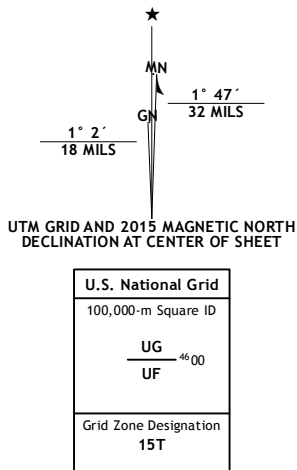 MN
1° 47´
32 MILS
GN
1° 2´
18 MILS
UTM GRID AND 2015 MAGNETIC NORTH
DECLINATION AT CENTER OF SHEET
U.S. National Grid
100,000-m Square ID
UG
4600
UF
Grid Zone Designation
15T